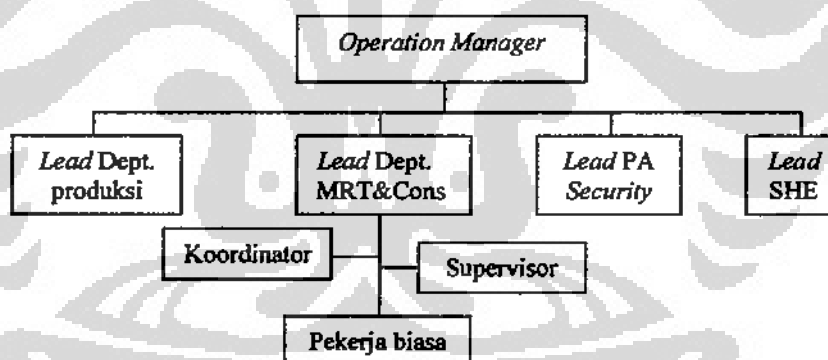 Operation Manager
Lead Dept.
produksi
Lead Dept.
MRT&Cons
Lead PA
Security
Lead
SHE
Koordinator
Supervisor
Pekerja biasa